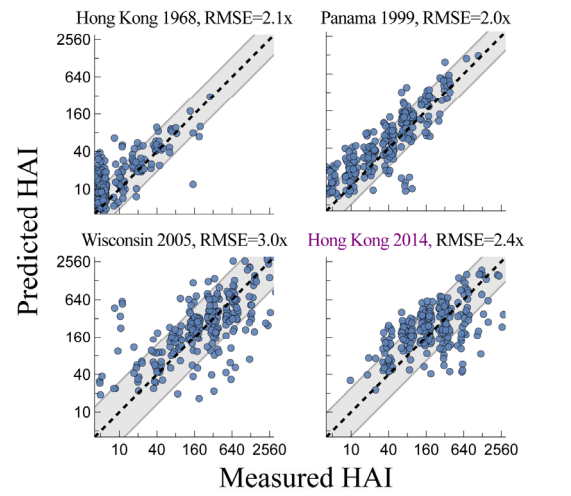 Hong Kong 1968, RMSE=2.1x
Panama 1999, RMSE=2.0x
2560
640
160
40
10
Predicted HAI
Wisconsin 2005, RMSE=3.0x
Hong Kong 2014, RMSE=2.4x
2560
640
160
40
10
10 40 160 640 2560
10 40 160 640 2560
Measured HAI